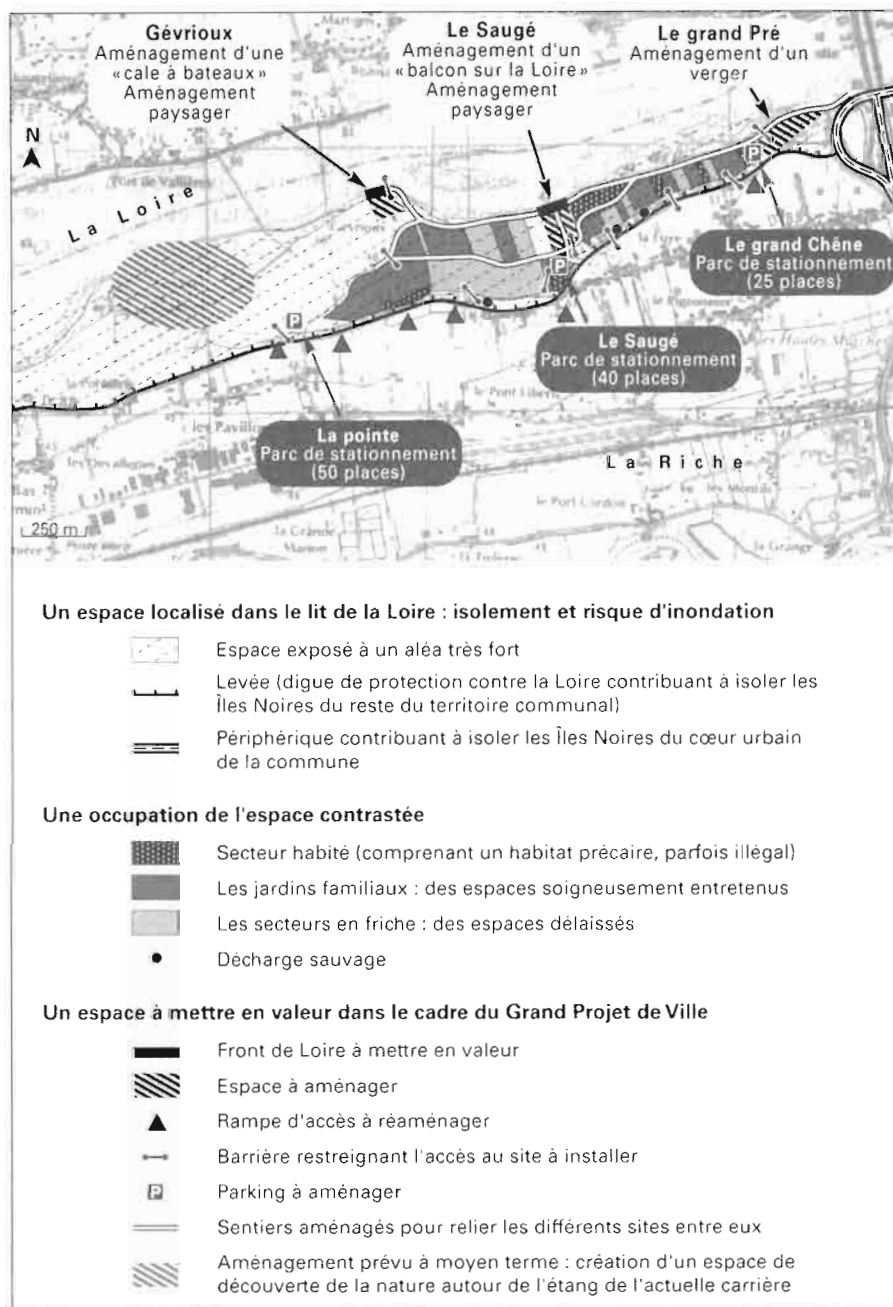 Gévrioux
Aménagement d'une
«cale à bateaux»
Aménagement
paysager
Le Saugé
Aménagement d'un
«balcon sur la Loire»
Aménagement
paysager
Le grand Pré
Aménagement d'un
verger
N
La Loire
P
P
P
Le grand Chêne
Parc de stationnement
(25 places)
Le Saugé
Parc de stationnement
(40 places)
La pointe
Parc de stationnement
(50 places)
les Pavillons
le Port Cordon
la Grange
la Grande
La Riche
250 m
Un espace localisé dans le lit de la Loire : isolement et risque d'inondation
Espace exposé à un aléa très fort
Levée (digue de protection contre la Loire contribuant à isoler les
Îles Noires du reste du territoire communal)
Périphérique contribuant à isoler les Îles Noires du cœur urbain
de la commune
Une occupation de l'espace contrastée
Secteur habité (comprenant un habitat précaire, parfois illégal)
Les jardins familiaux : des espaces soigneusement entretenus
Les secteurs en friche : des espaces délaissés
Décharge sauvage
Un espace à mettre en valeur dans le cadre du Grand Projet de Ville
Front de Loire à mettre en valeur
Espace à aménager
Rampe d'accès à réaménager
Barrière restreignant l'accès au site à installer
P Parking à aménager
Sentiers aménagés pour relier les différents sites entre eux
Aménagement prévu à moyen terme : création d'un espace de
découverte de la nature autour de l'étang de l'actuelle carrière